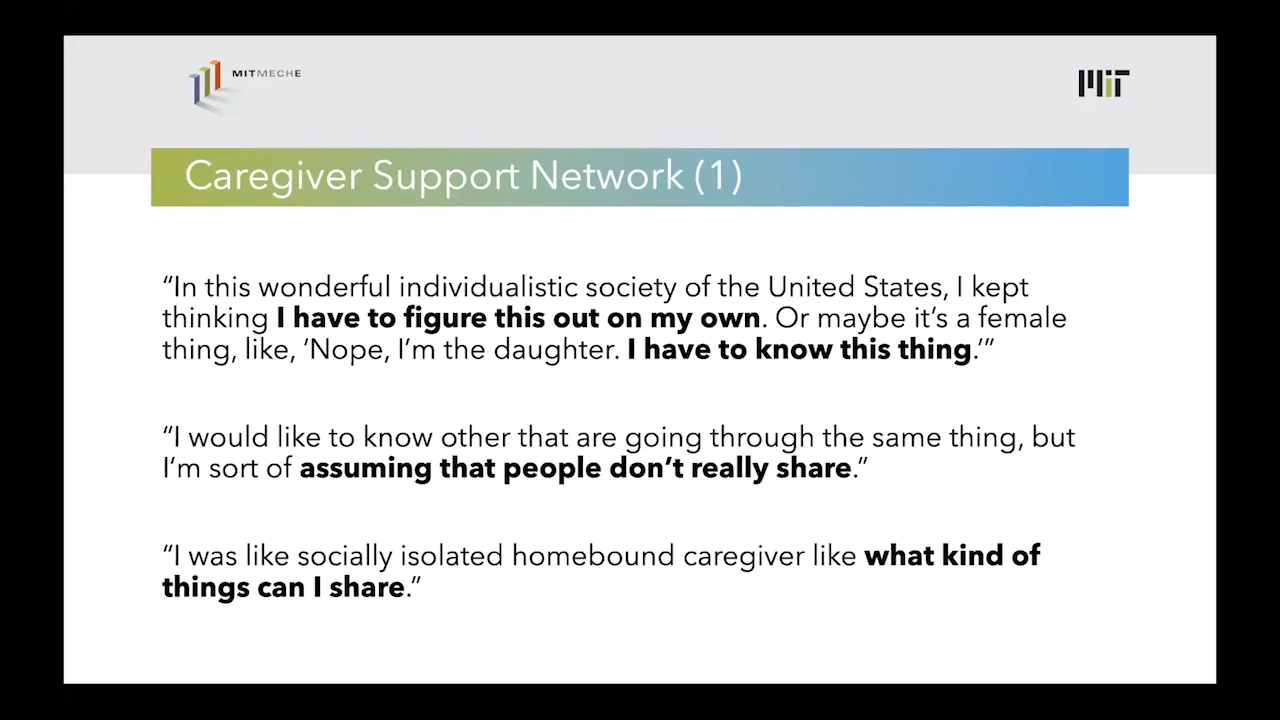 MITMECHE
MIT
Caregiver Support Network (1)
“In this wonderful individualistic society of the United States, I kept
thinking I have to figure this out on my own. Or maybe it’s a female
thing, like, ‘Nope, I’m the daughter. I have to know this thing.’”
“I would like to know other that are going through the same thing, but
I’m sort of assuming that people don’t really share.”
“I was like socially isolated homebound caregiver like what kind of
things can I share.”